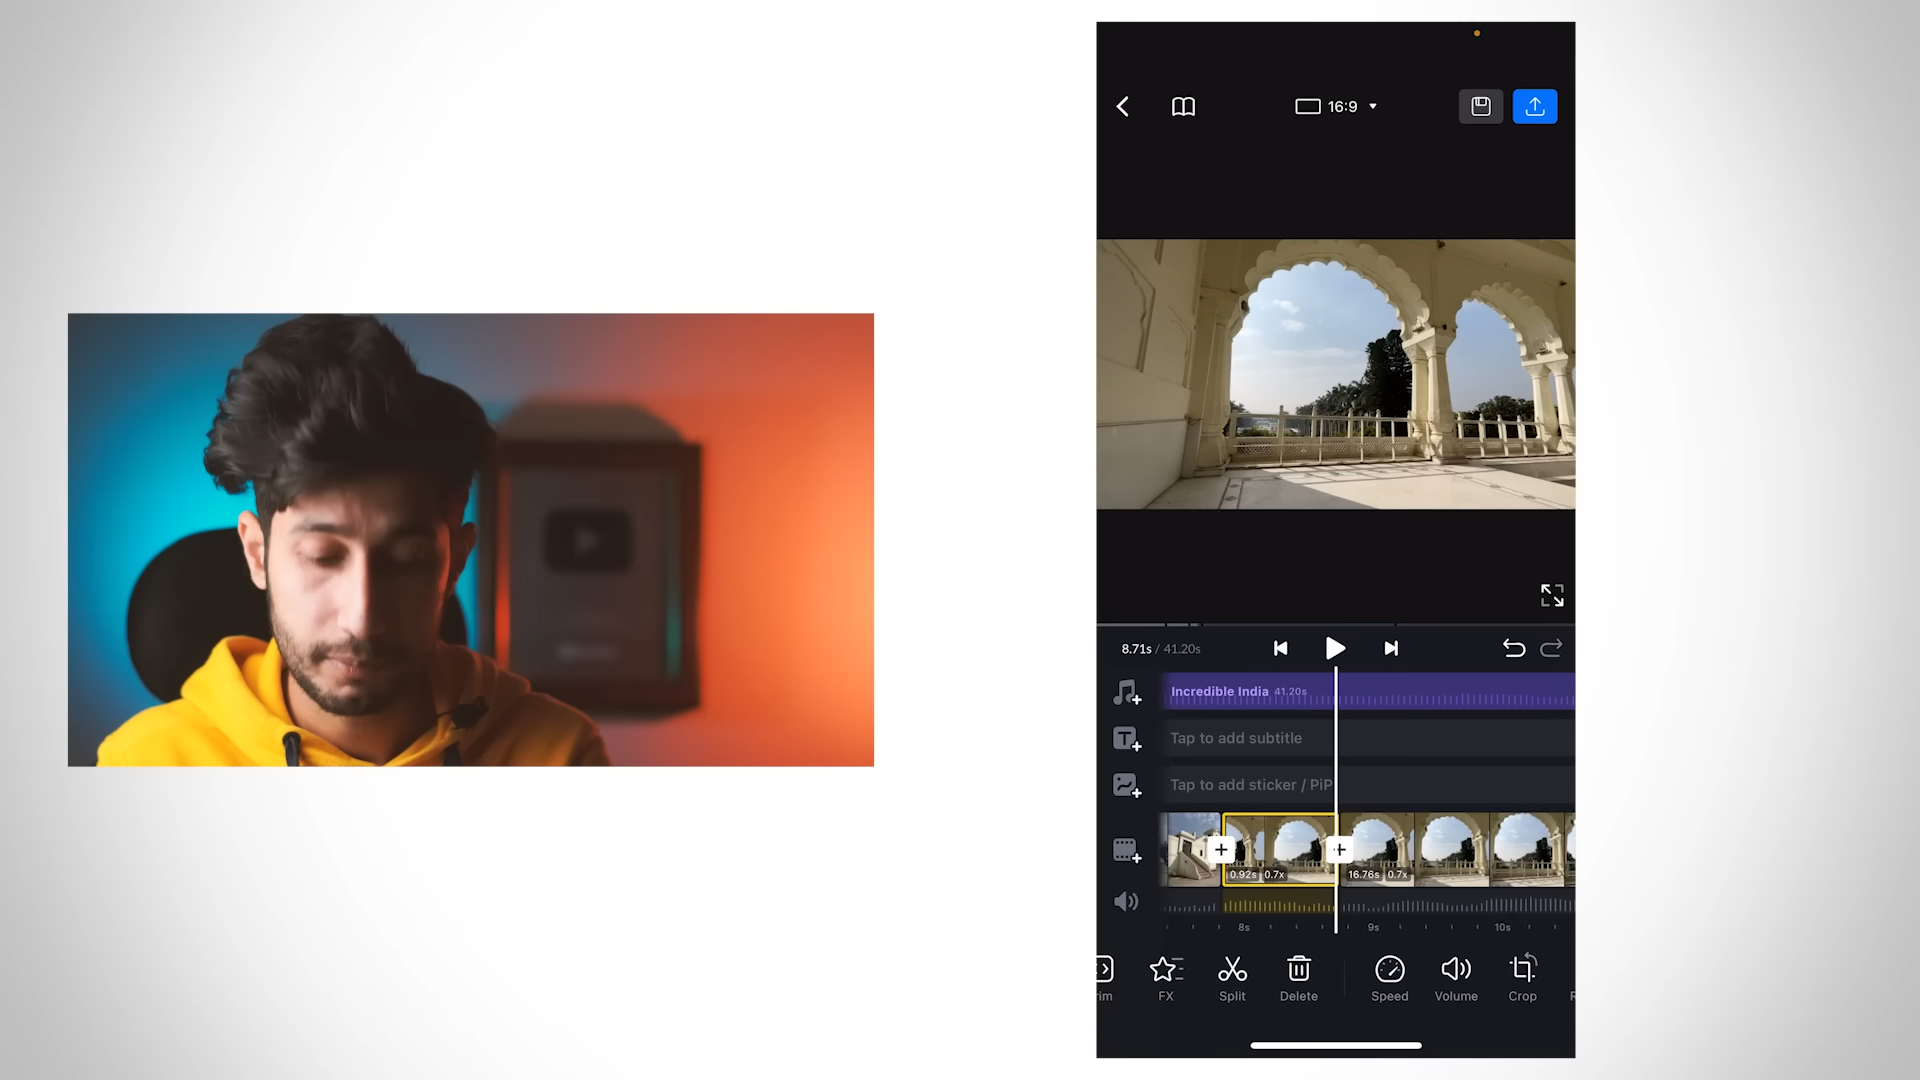 16:9
8.71s / 41.20s
Incredible India 41.20s
Tap to add subtitle
Tap to add sticker / PiP
0.92s 0.7x 16.76s 0.7x
8s 9s 10s
rim FX Split Delete Speed Volume Crop R